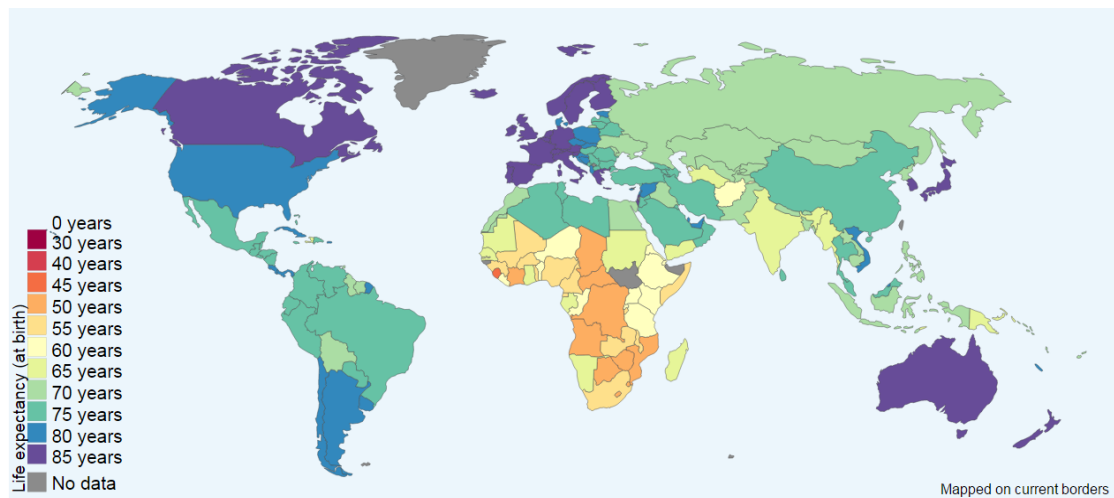 Life expectancy (at birth)
0 years
30 years
40 years
45 years
50 years
55 years
60 years
65 years
70 years
75 years
80 years
85 years
No data
Mapped on current borders